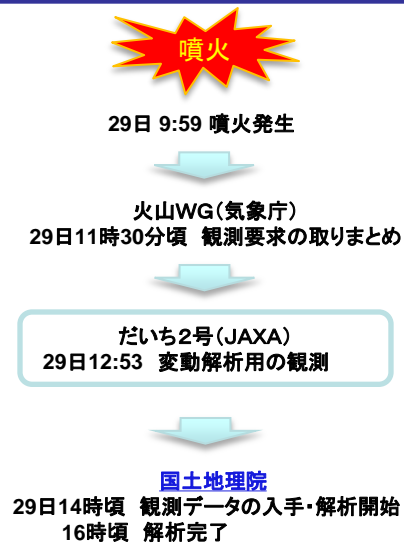 噴火
29日 9:59 噴火発生
火山WG（気象庁）
29日11時30分頃　観測要求の取りまとめ
だいち２号（JAXA）
29日12:53　変動解析用の観測
国土地理院
29日14時頃　観測データの入手・解析開始
16時頃　解析完了